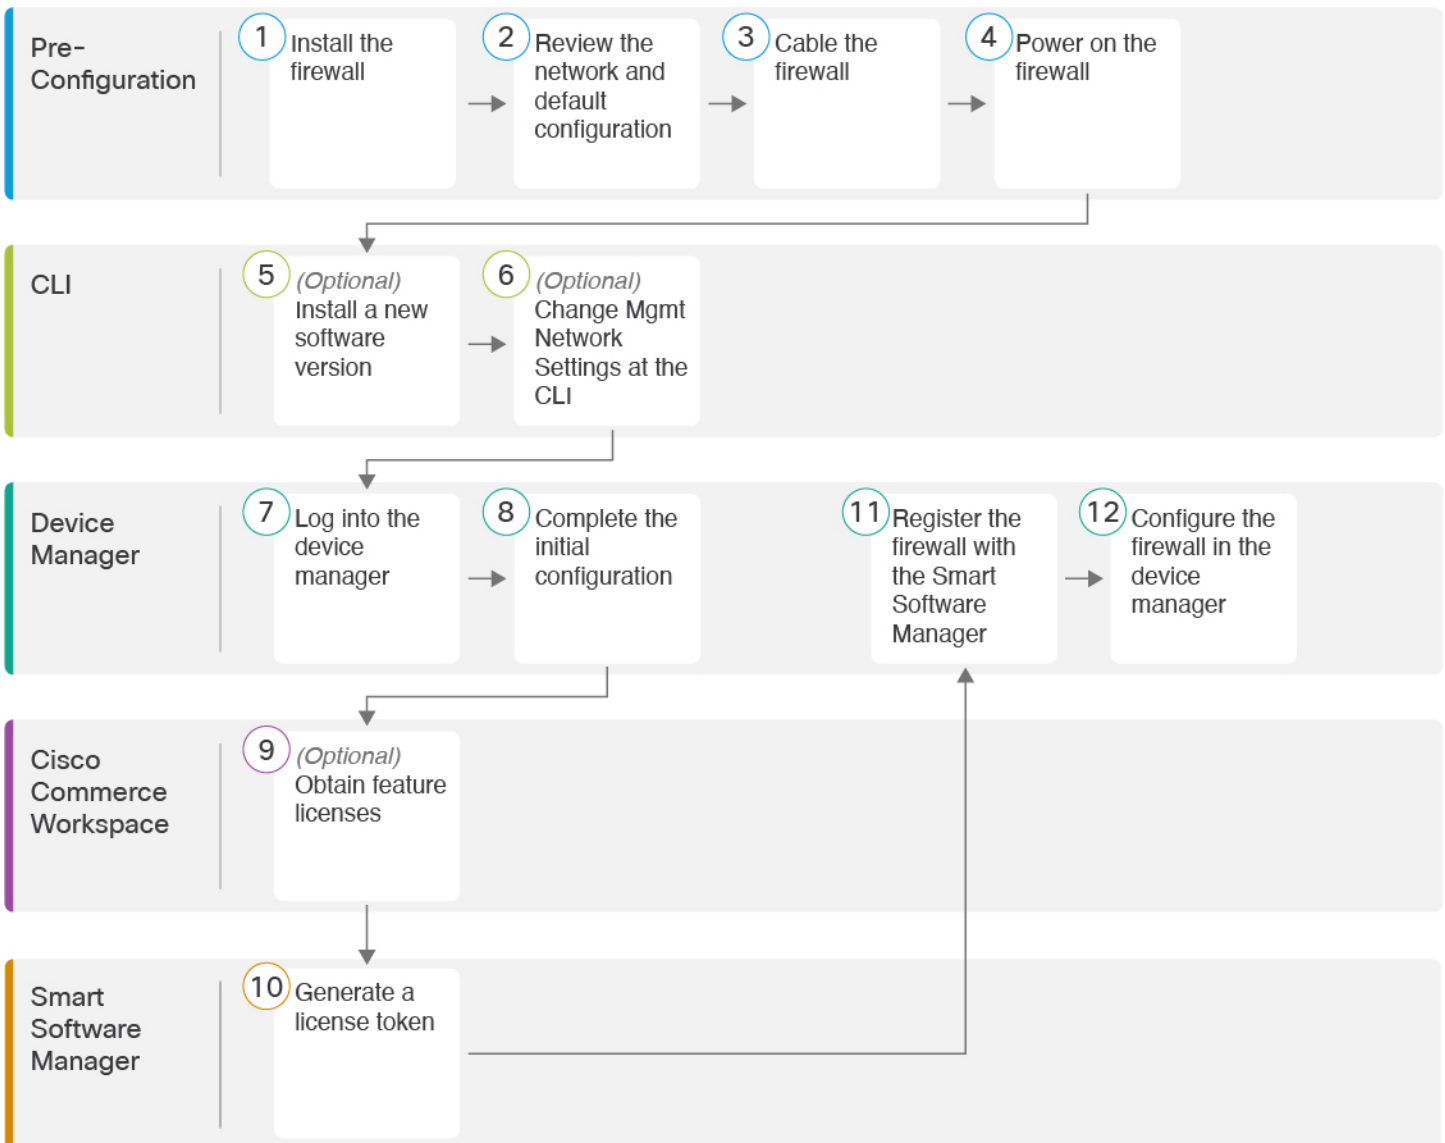 Pre-
Configuration
1
Install the
firewall
2
Review the
network and
default
configuration
3
Cable the
firewall
4
Power on the
firewall
CLI
5
(Optional)
Install a new
software
version
6
(Optional)
Change Mgmt
Network
Settings at the
CLI
Device
Manager
7
Log into the
device
manager
8
Complete the
initial
configuration
11
Register the
firewall with
the Smart
Software
Manager
12
Configure the
firewall in the
device
manager
Cisco
Commerce
Workspace
9
(Optional)
Obtain feature
licenses
Smart
Software
Manager
10
Generate a
license token